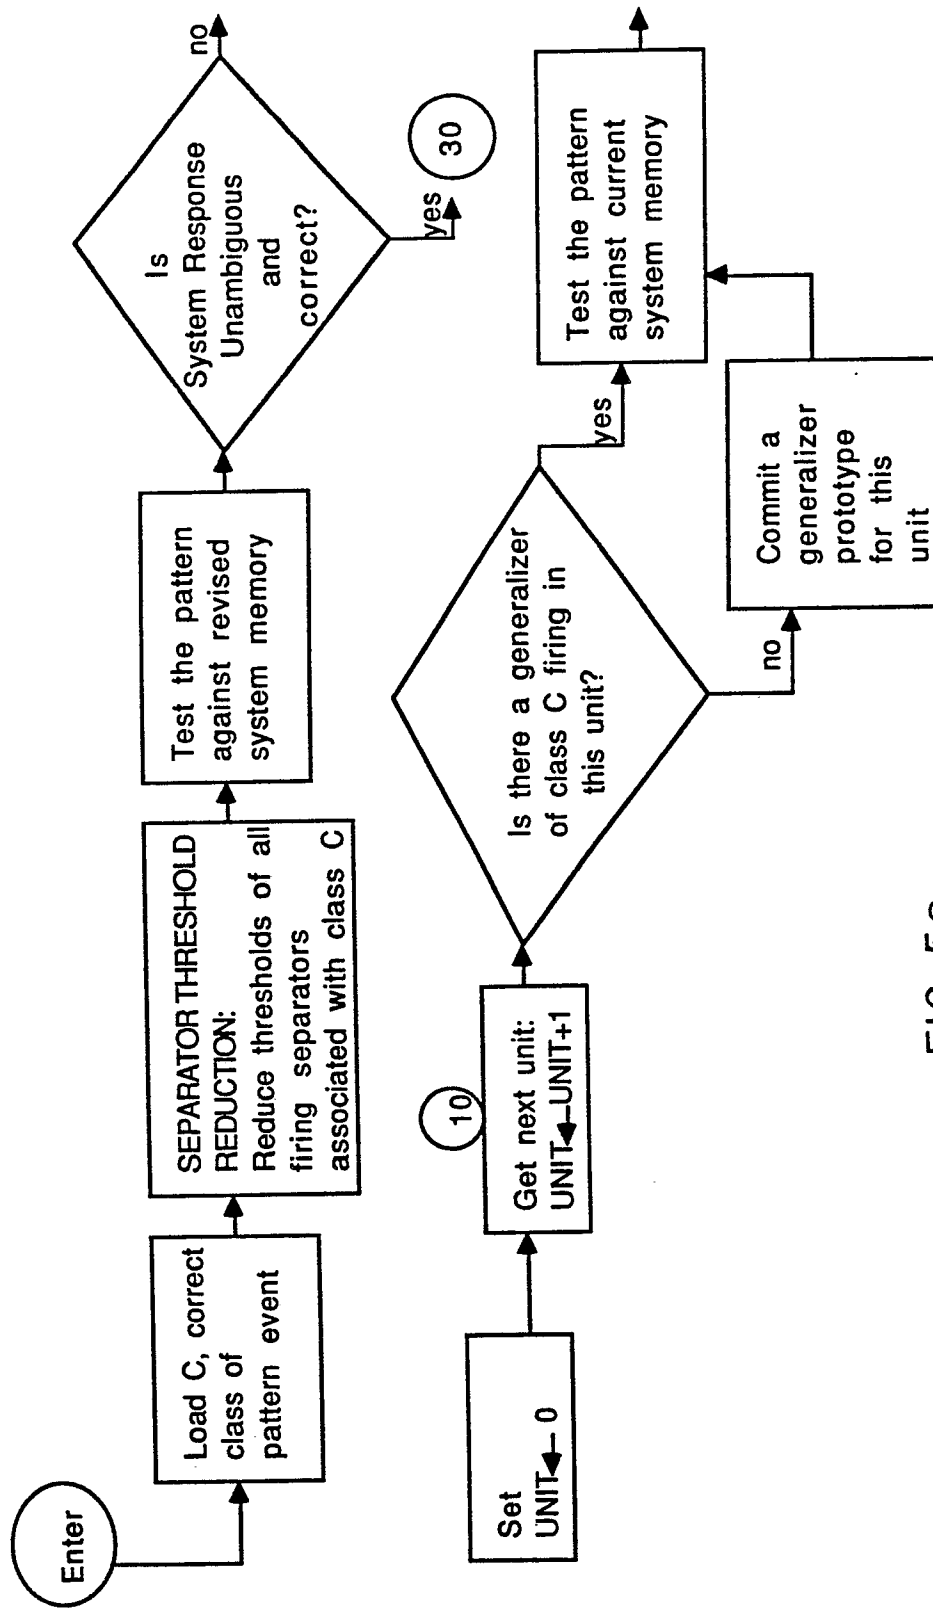 Enter
Load C, correct
class of
pattern event
SEPARATOR THRESHOLD
REDUCTION:
Reduce thresholds of all
firing separators
associated with class C
Test the pattern
against revised
system memory
Is
System Response
Unambiguous
and
correct?
no
yes
30
Set
UNIT 0
10
Get next unit:
UNIT UNIT+1
Is there a generalizer
of class C firing in
this unit?
yes
no
Test the pattern
against current
system memory
Commit a
generalizer
prototype
for this
unit